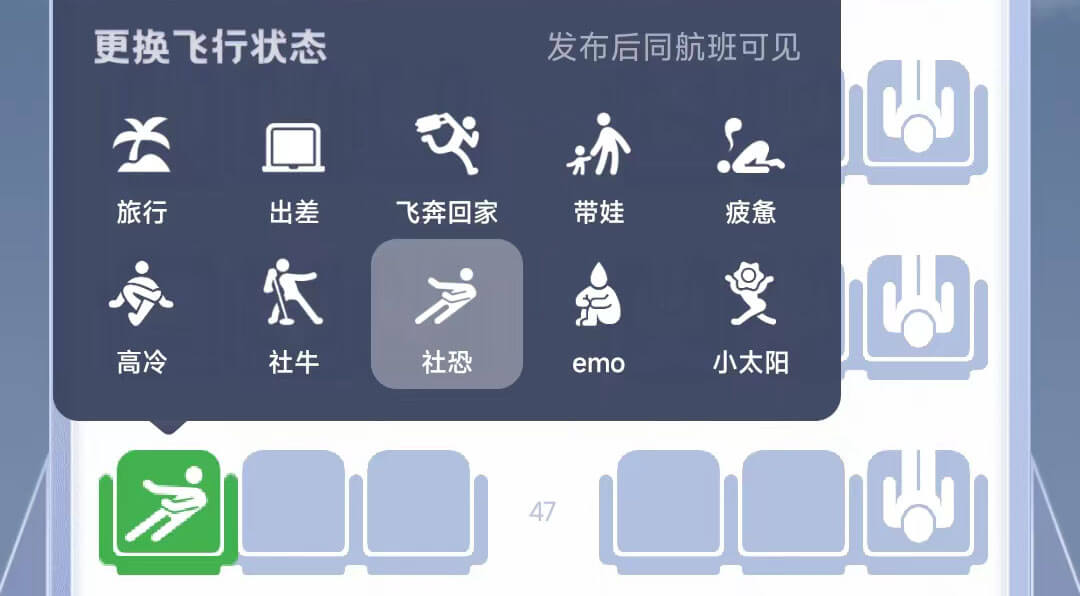 更换飞行状态 发布后同航班可见
旅行 出差 飞奔回家 带娃 疲惫
高冷 社牛 社恐 emo 小太阳
47